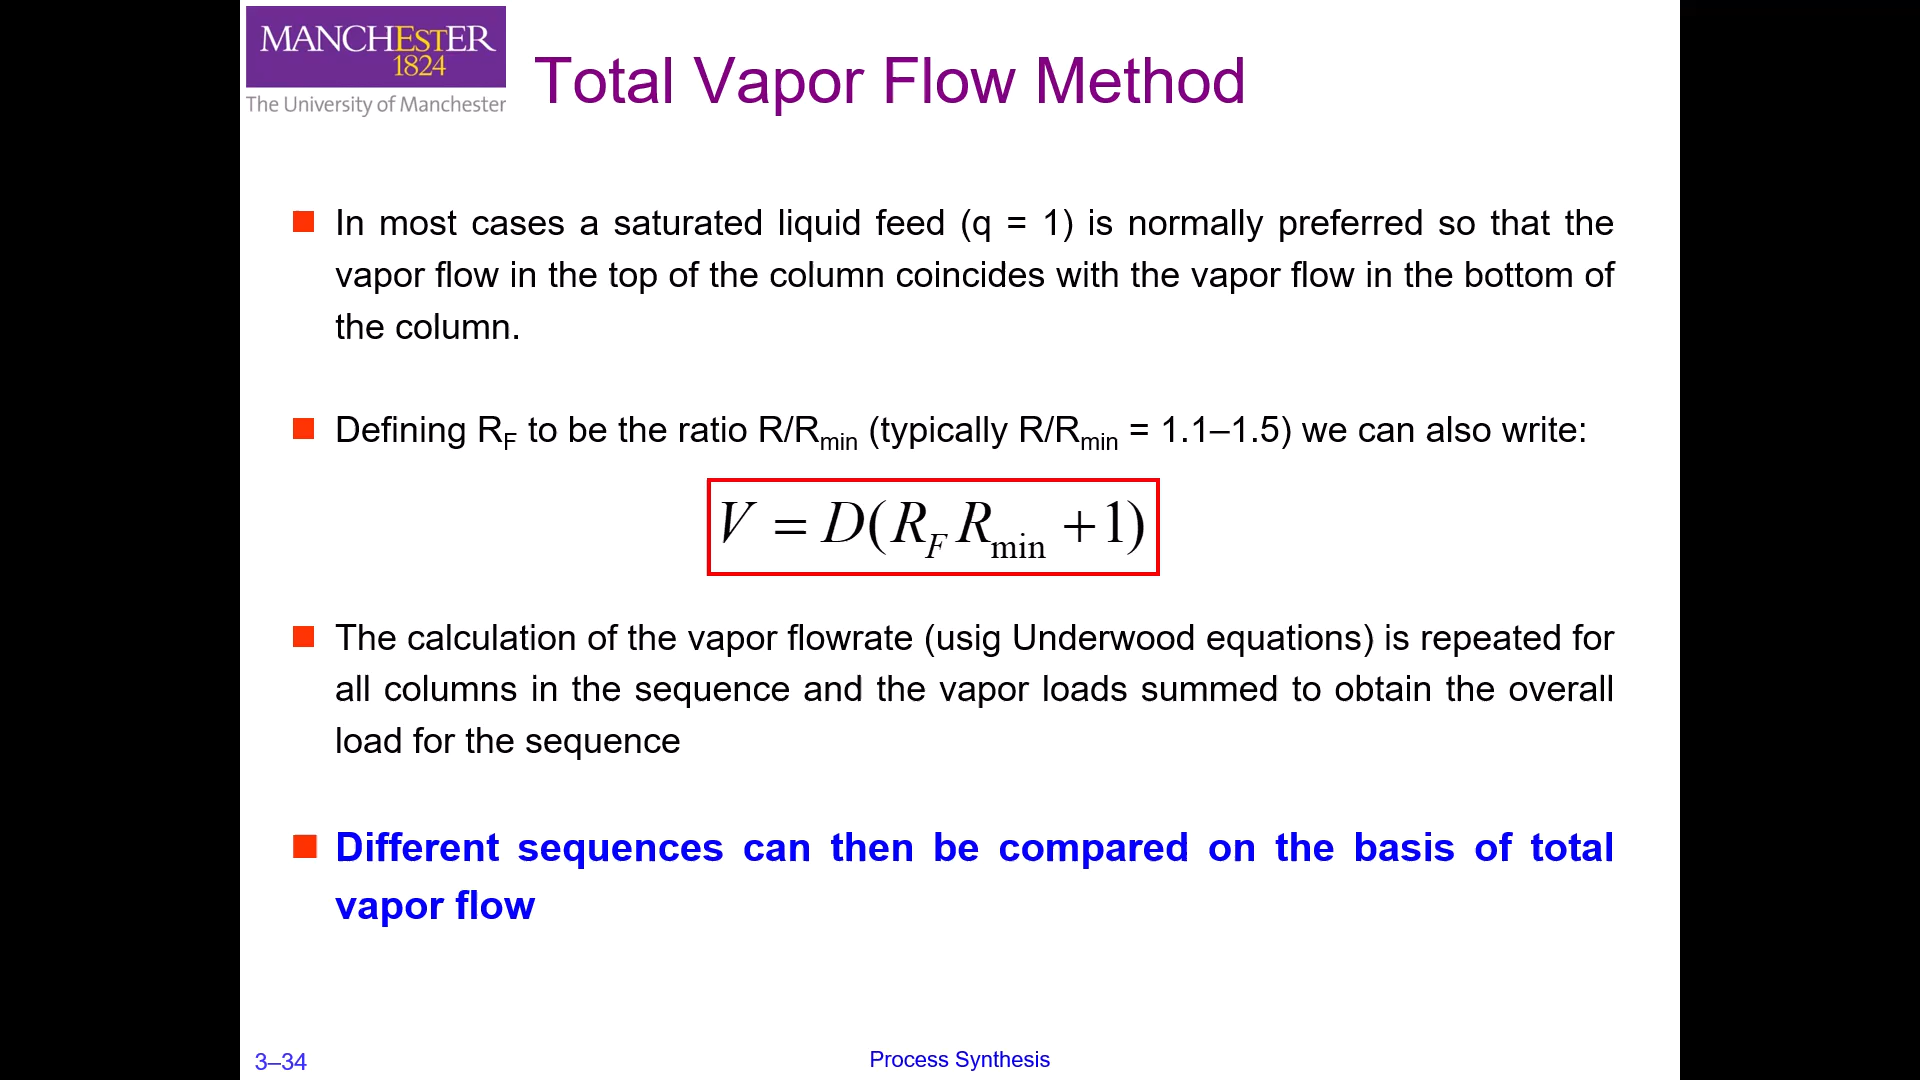 MANCHESTER
1824
The University of Manchester
Total Vapor Flow Method
In most cases a saturated liquid feed (q = 1) is normally preferred so that the
vapor flow in the top of the column coincides with the vapor flow in the bottom of
the column.
Defining R_F to be the ratio R/R_min (typically R/R_min = 1.1–1.5) we can also write:
V = D(R_F R_min + 1)
The calculation of the vapor flowrate (usig Underwood equations) is repeated for
all columns in the sequence and the vapor loads summed to obtain the overall
load for the sequence
Different sequences can then be compared on the basis of total
vapor flow
3–34
Process Synthesis